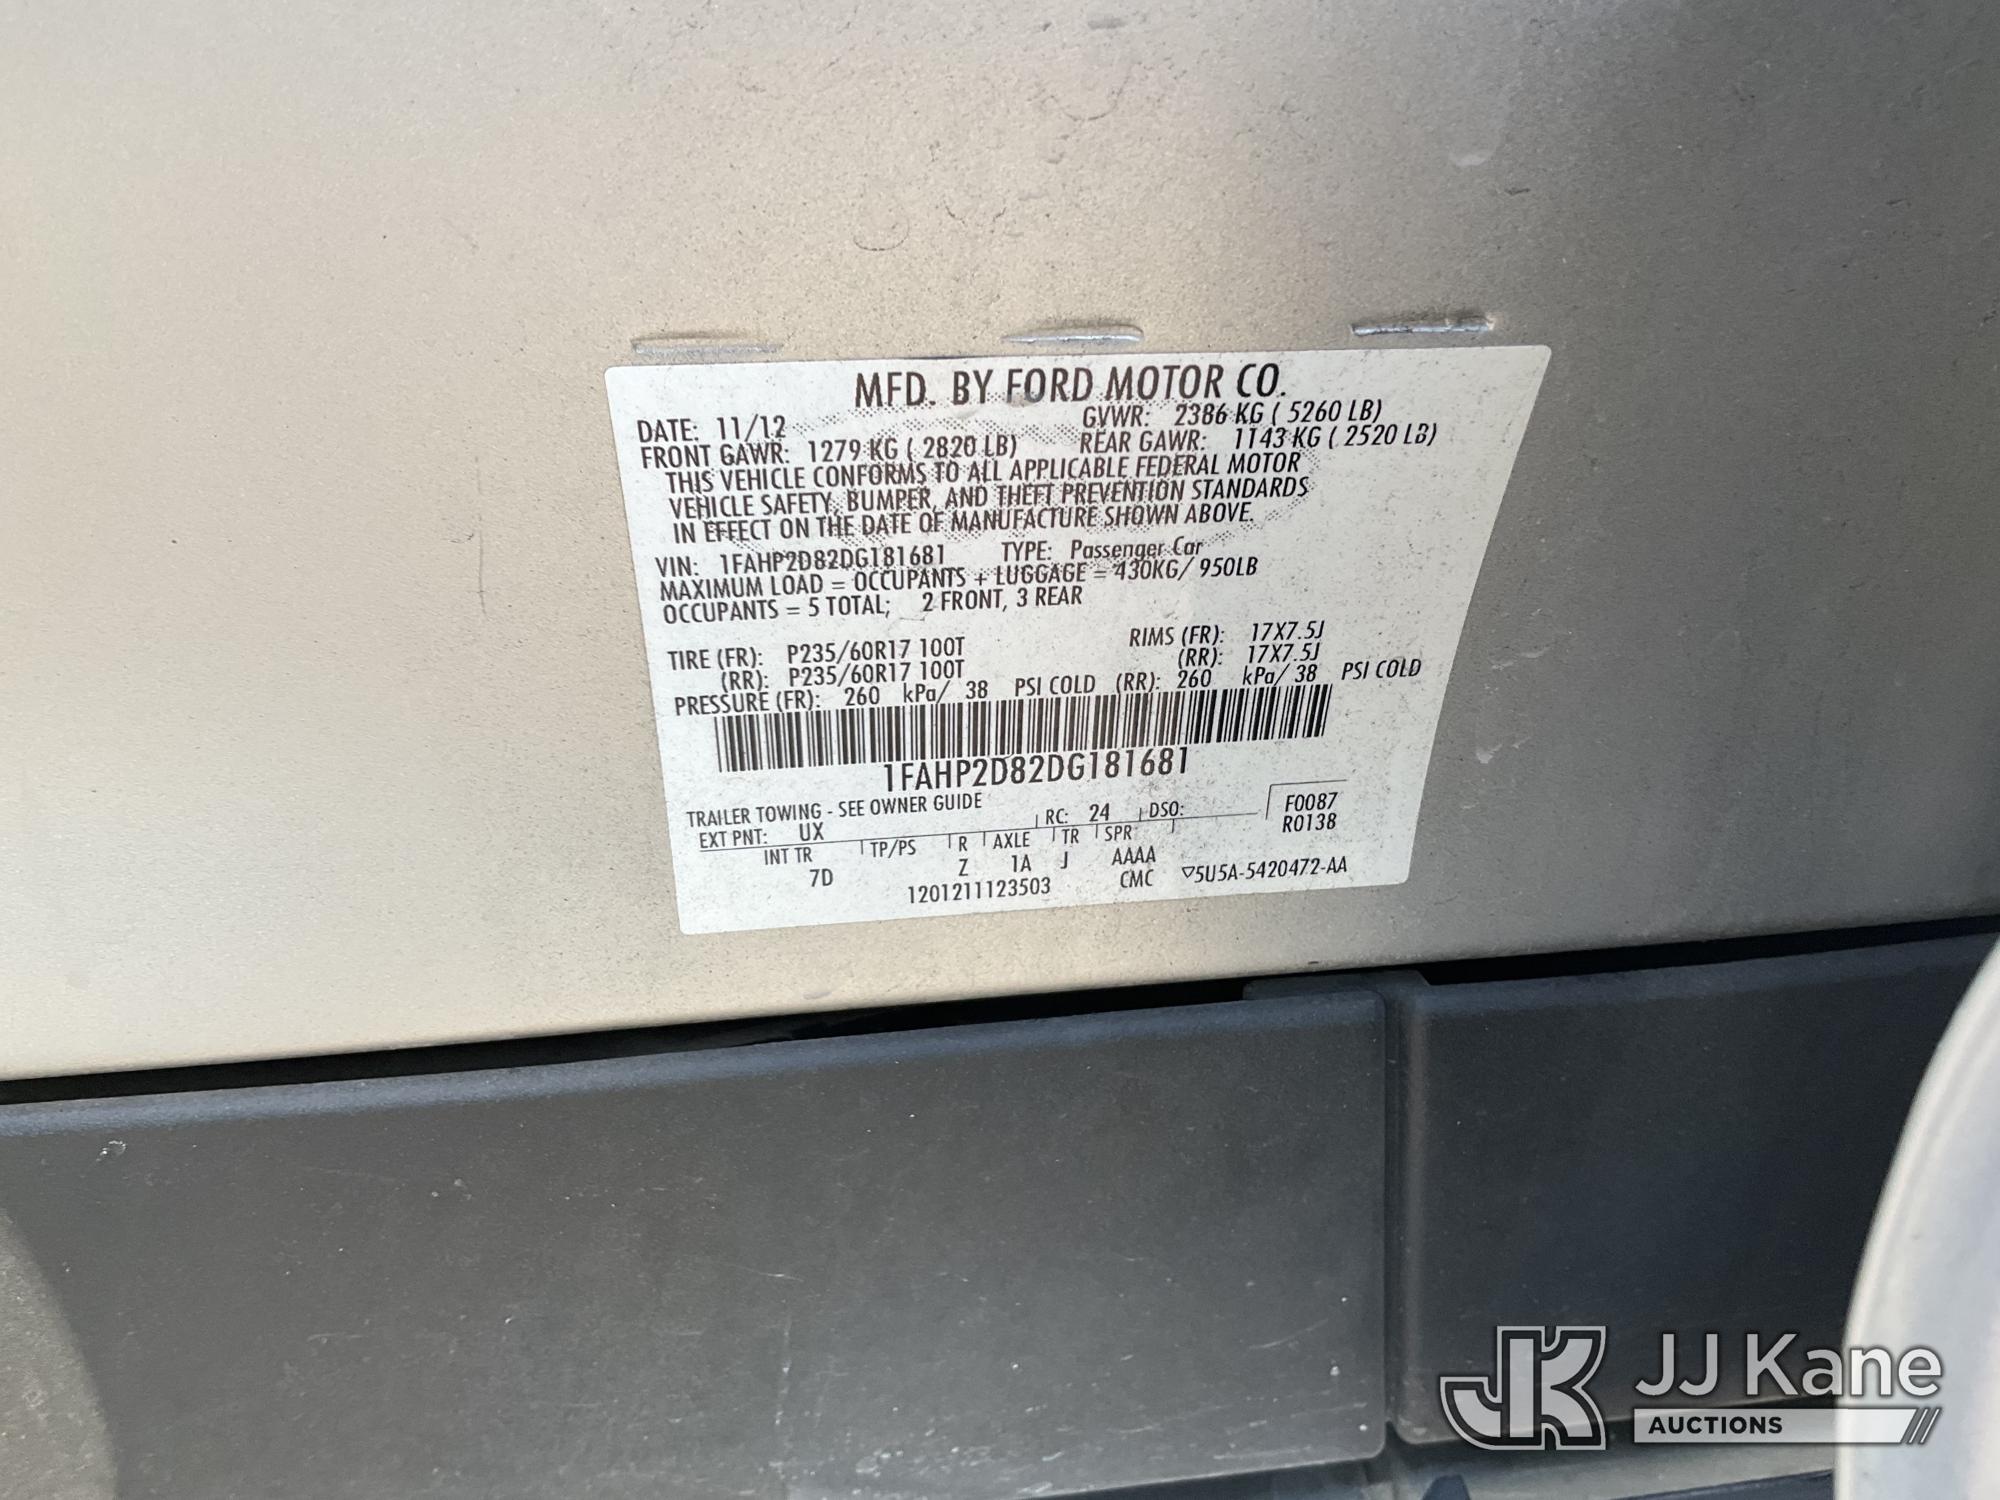 MFD. BY FORD MOTOR CO.
DATE: 11/12 GVWR: 2386 KG ( 5260 LB)
FRONT GAWR: 1279 KG ( 2820 LB) REAR GAWR: 1143 KG ( 2520 LB)
THIS VEHICLE CONFORMS TO ALL APPLICABLE FEDERAL MOTOR
VEHICLE SAFETY, BUMPER, AND THEFT PREVENTION STANDARDS
IN EFFECT ON THE DATE OF MANUFACTURE SHOWN ABOVE.
VIN: 1FAHP2D82DG181681 TYPE: Passenger Car
MAXIMUM LOAD = OCCUPANTS + LUGGAGE = 430KG/ 950LB
OCCUPANTS = 5 TOTAL; 2 FRONT, 3 REAR
TIRE (FR): P235/60R17 100T RIMS (FR): 17X7.5J
(RR): P235/60R17 100T (RR): 17X7.5J
PRESSURE (FR): 260 kPa/ 38 PSI COLD (RR): 260 kPa/ 38 PSI COLD
1FAHP2D82DG181681
TRAILER TOWING - SEE OWNER GUIDE
EXT PNT: UX RC: 24 DSO: F0087
R0138
INT TR TP/PS R AXLE TR SPR
7D Z 1A J AAAA
1201211123503 CMC ▽5U5A-5420472-AA
JK JJ Kane
AUCTIONS